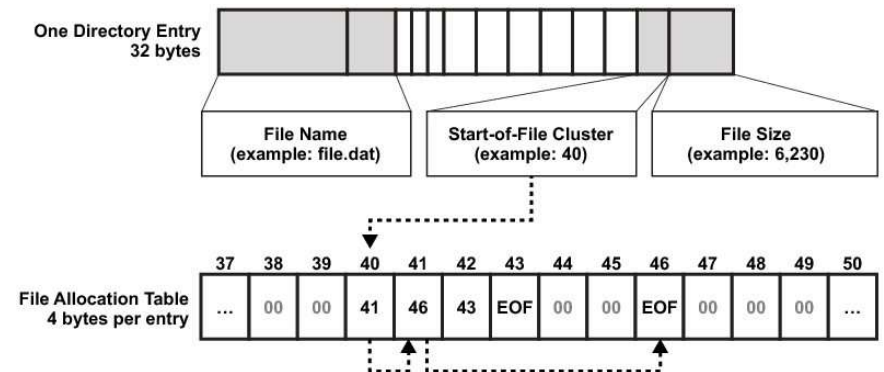 One Directory Entry
32 bytes
File Name
(example: file.dat)
Start-of-File Cluster
(example: 40)
File Size
(example: 6,230)
37 38 39 40 41 42 43 44 45 46 47 48 49 50
File Allocation Table
4 bytes per entry
... 00 00 41 46 43 EOF 00 00 EOF 00 00 00 ...